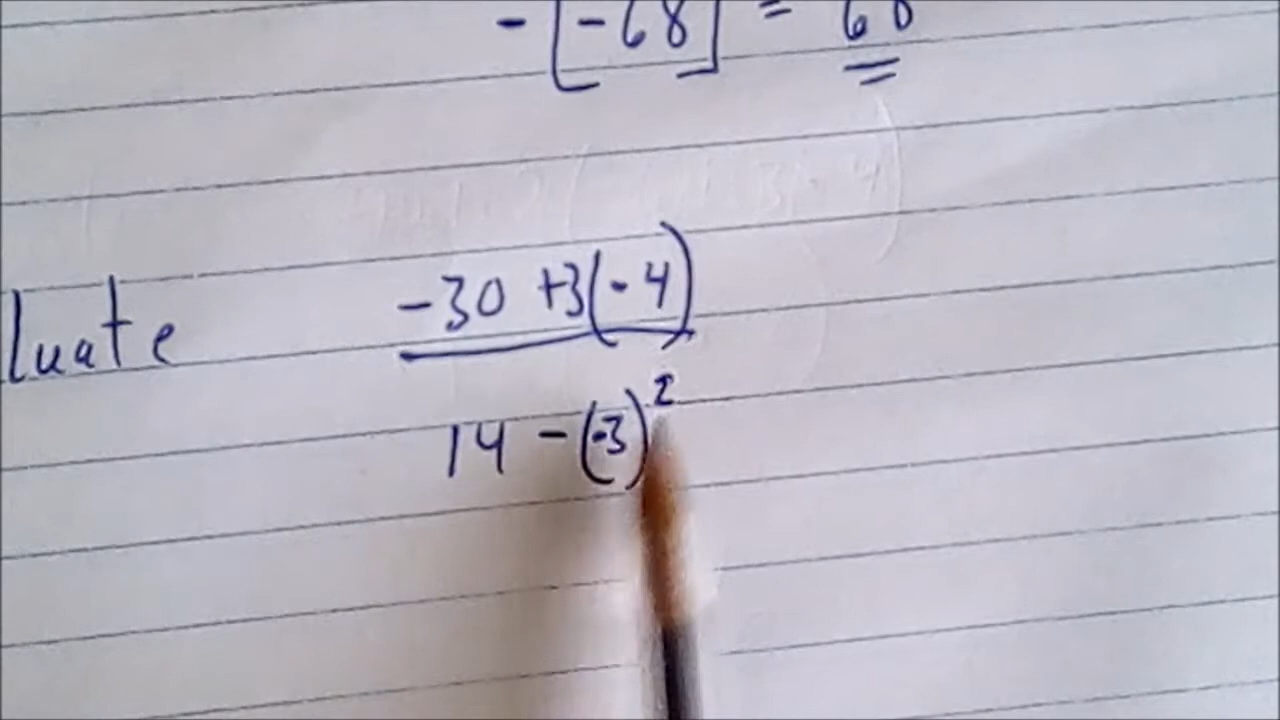 -[-68] = 68
luate -30 +3(-4)
14 -(-3)²